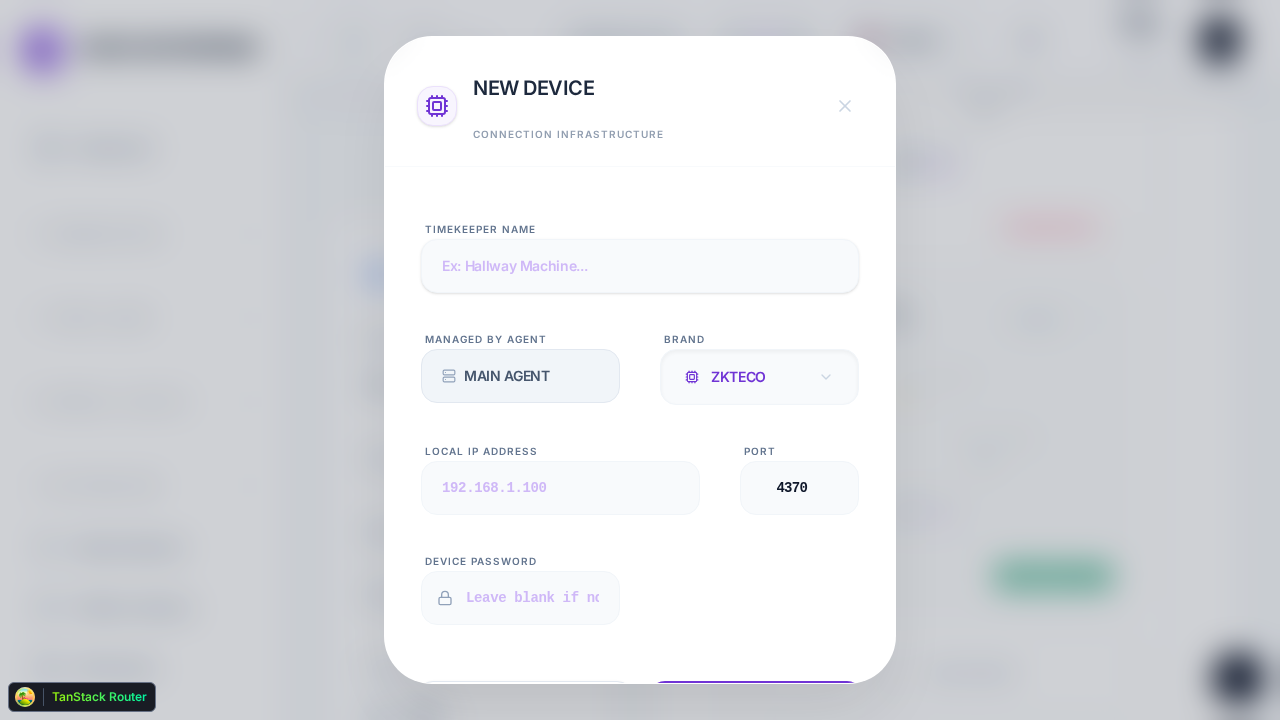 NEW DEVICE
CONNECTION INFRASTRUCTURE
TIMEKEEPER NAME
Ex: Hallway Machine...
MANAGED BY AGENT
BRAND
MAIN AGENT
ZKTECO
LOCAL IP ADDRESS
PORT
192.168.1.100
4370
DEVICE PASSWORD
Leave blank if no
TanStack Router